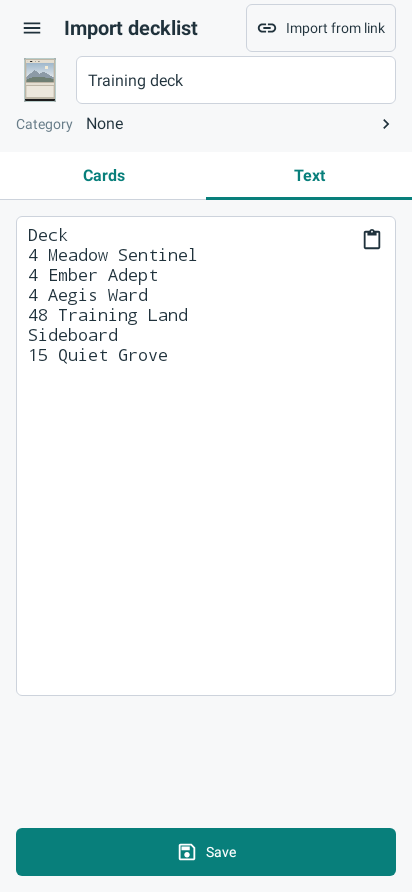 Import decklist
Import from link
Training deck
Category None
Cards Text
Deck
4 Meadow Sentinel
4 Ember Adept
4 Aegis Ward
48 Training Land
Sideboard
15 Quiet Grove
Save